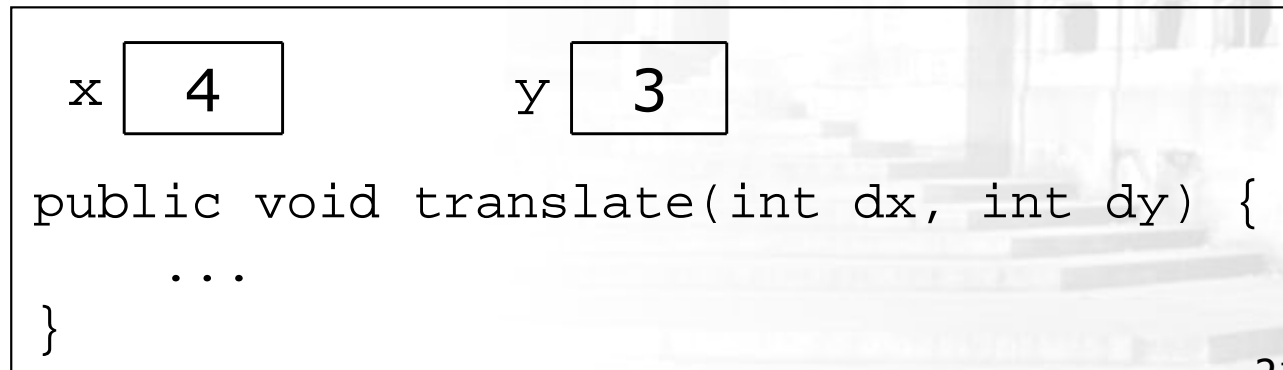 x 4 y 3
public void translate(int dx, int dy) {
...
}